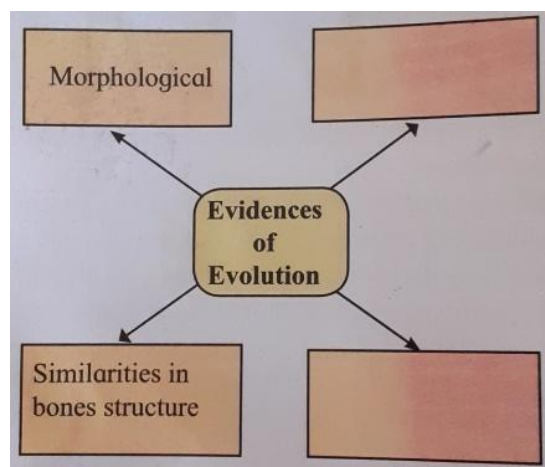 Morphological
Evidences
of
Evolution
Similarities in
bones structure